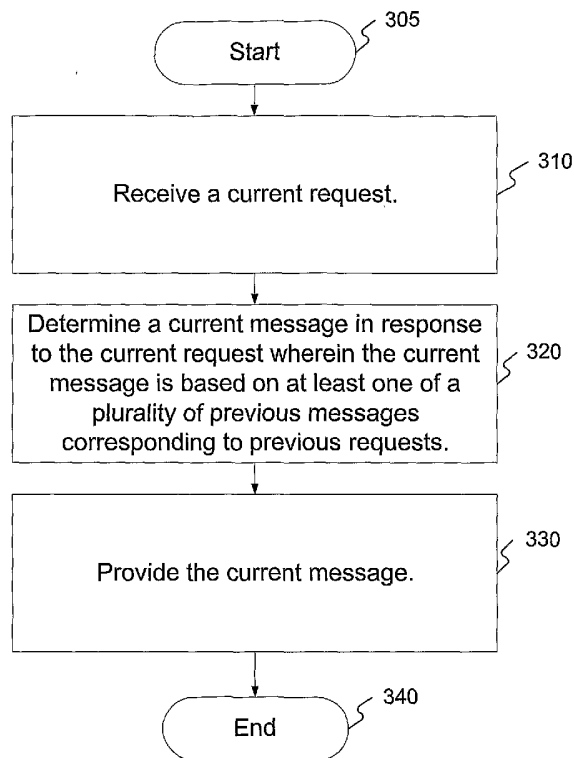 305
Start
310
Receive a current request.
Determine a current message in response
to the current request wherein the current
message is based on at least one of a
plurality of previous messages
corresponding to previous requests.
320
330
Provide the current message.
340
End